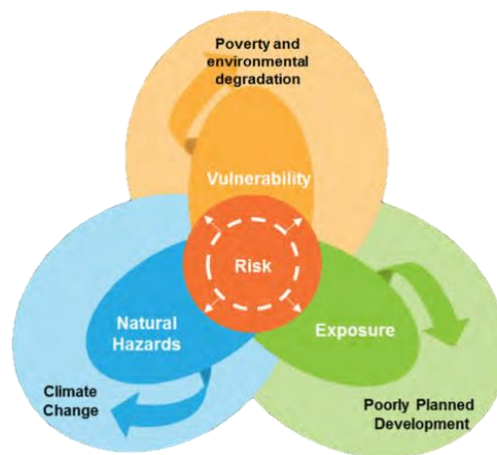 Poverty and
environmental
degradation
Vulnerability
Risk
Natural
Hazards
Exposure
Climate
Change
Poorly Planned
Development